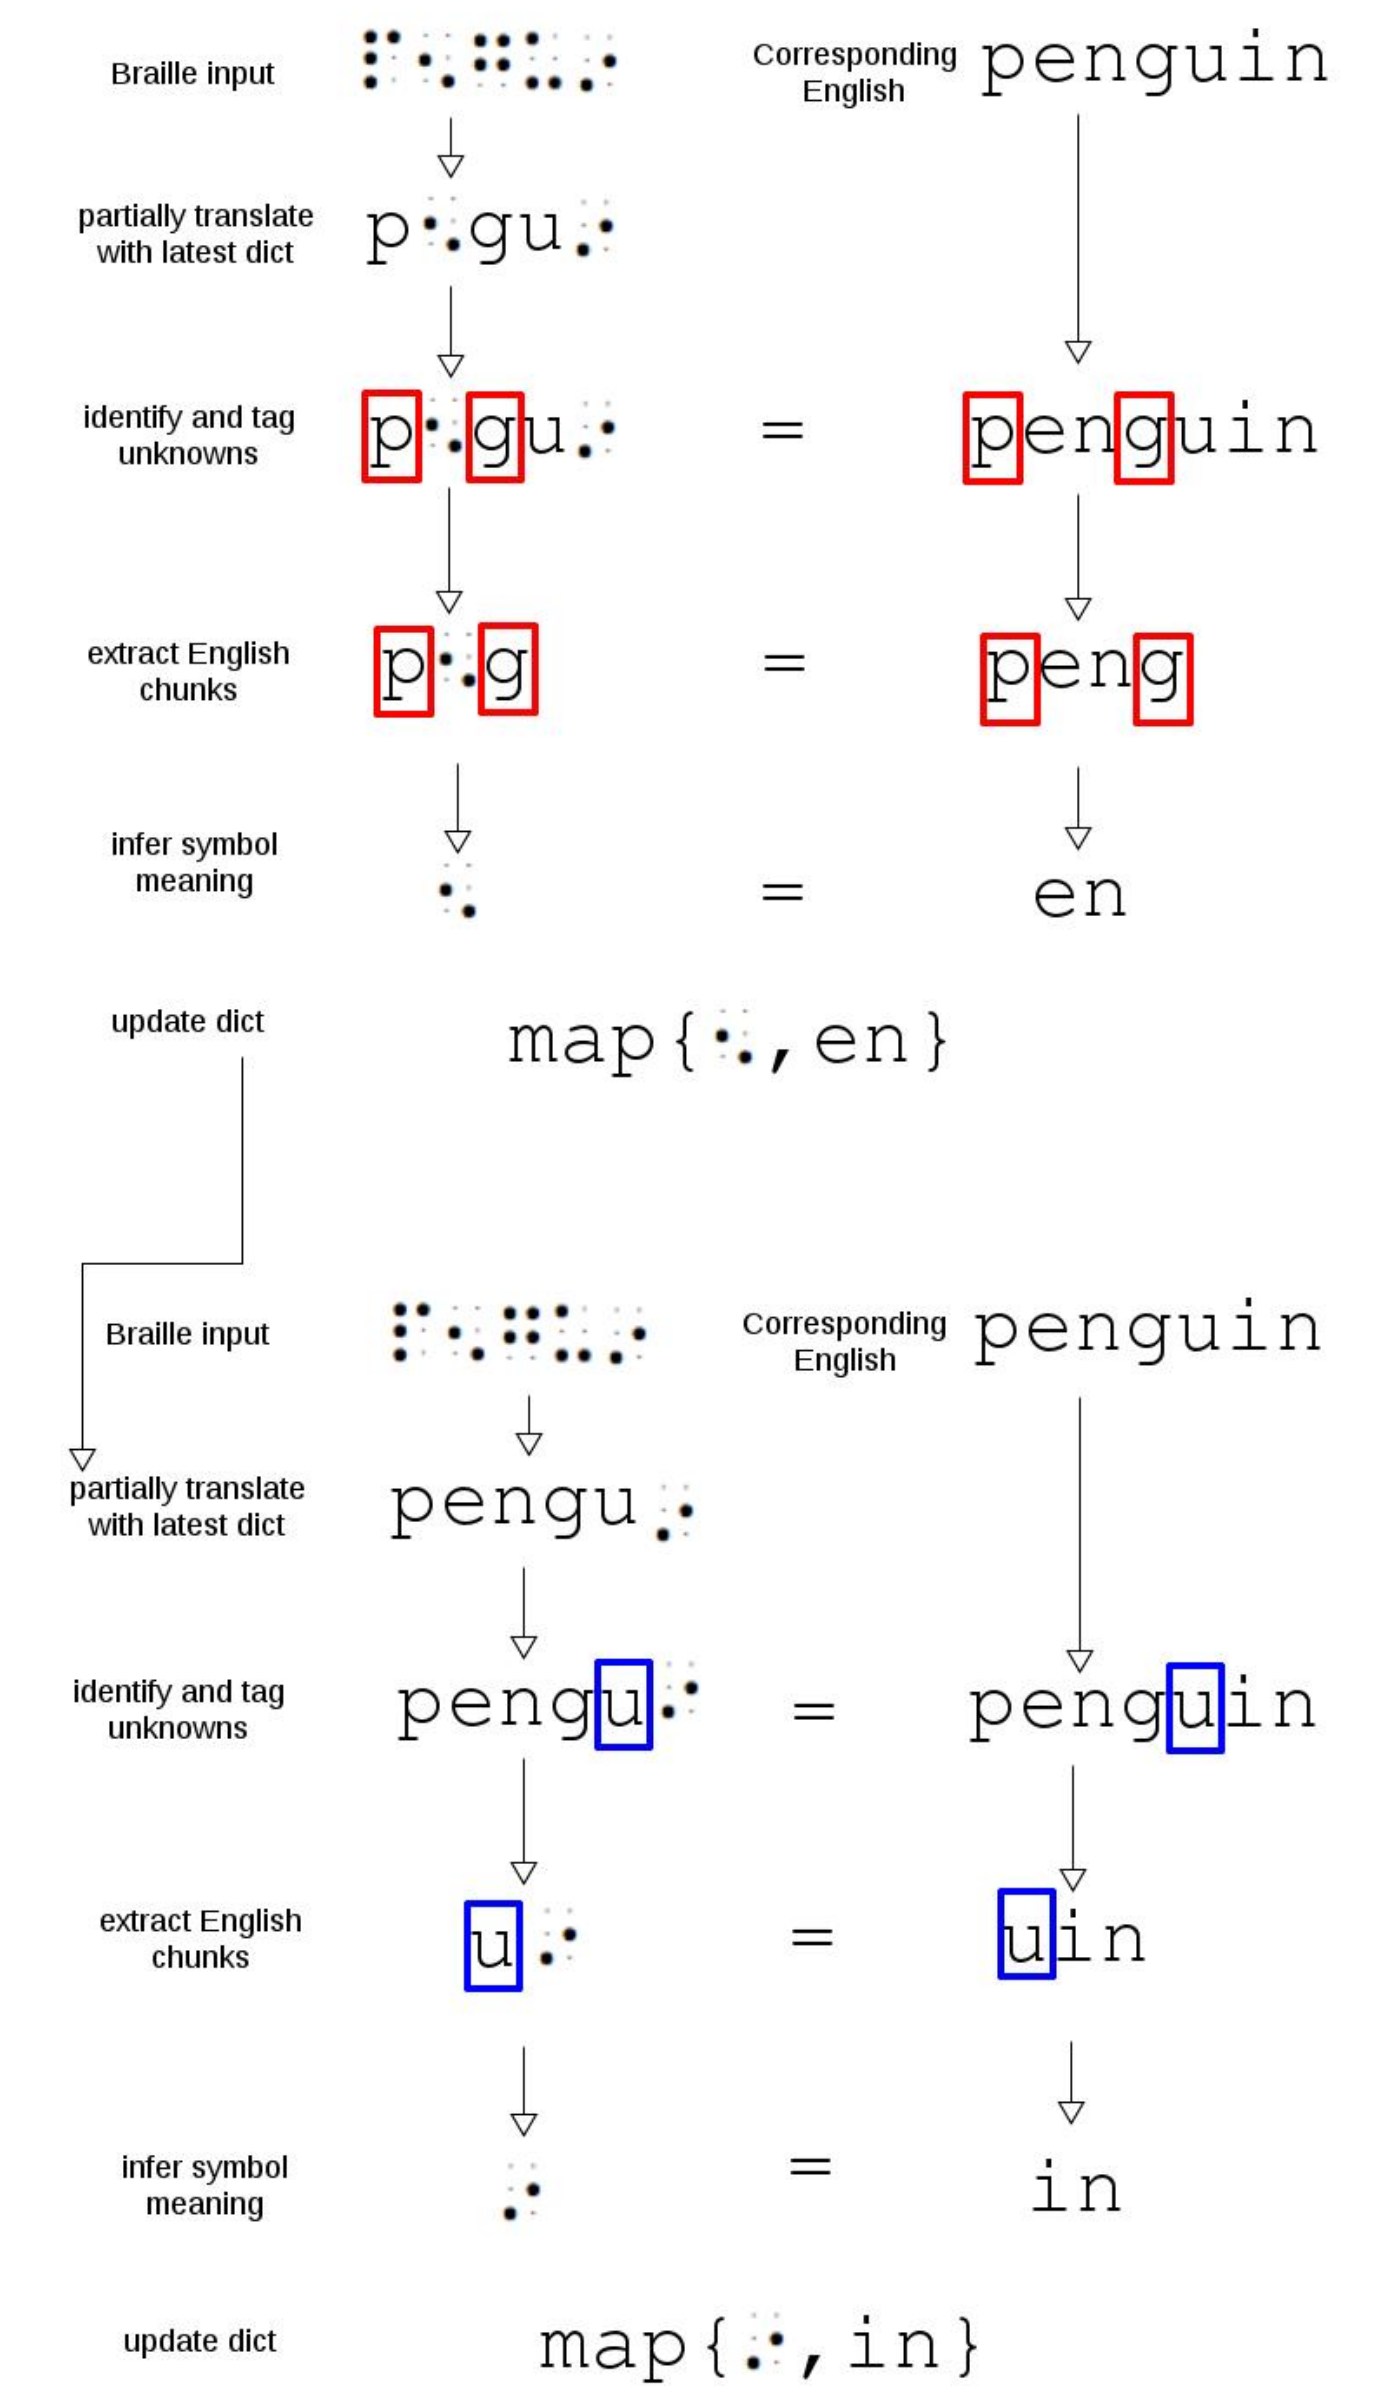 Braille input
⠏⠢⠛⠥⠔
Corresponding
English
penguin
partially translate
with latest dict
p⠢gu⠔
identify and tag
unknowns
p⠢gu⠔ = penguin
extract English
chunks
p⠢g = peng
infer symbol
meaning
⠢ = en
update dict
map{⠢,en}
Braille input
⠏⠢⠛⠥⠔
Corresponding
English
penguin
partially translate
with latest dict
pengu⠔
identify and tag
unknowns
pengu⠔ = penguin
extract English
chunks
u⠔ = uin
infer symbol
meaning
⠔ = in
update dict
map{⠔,in}